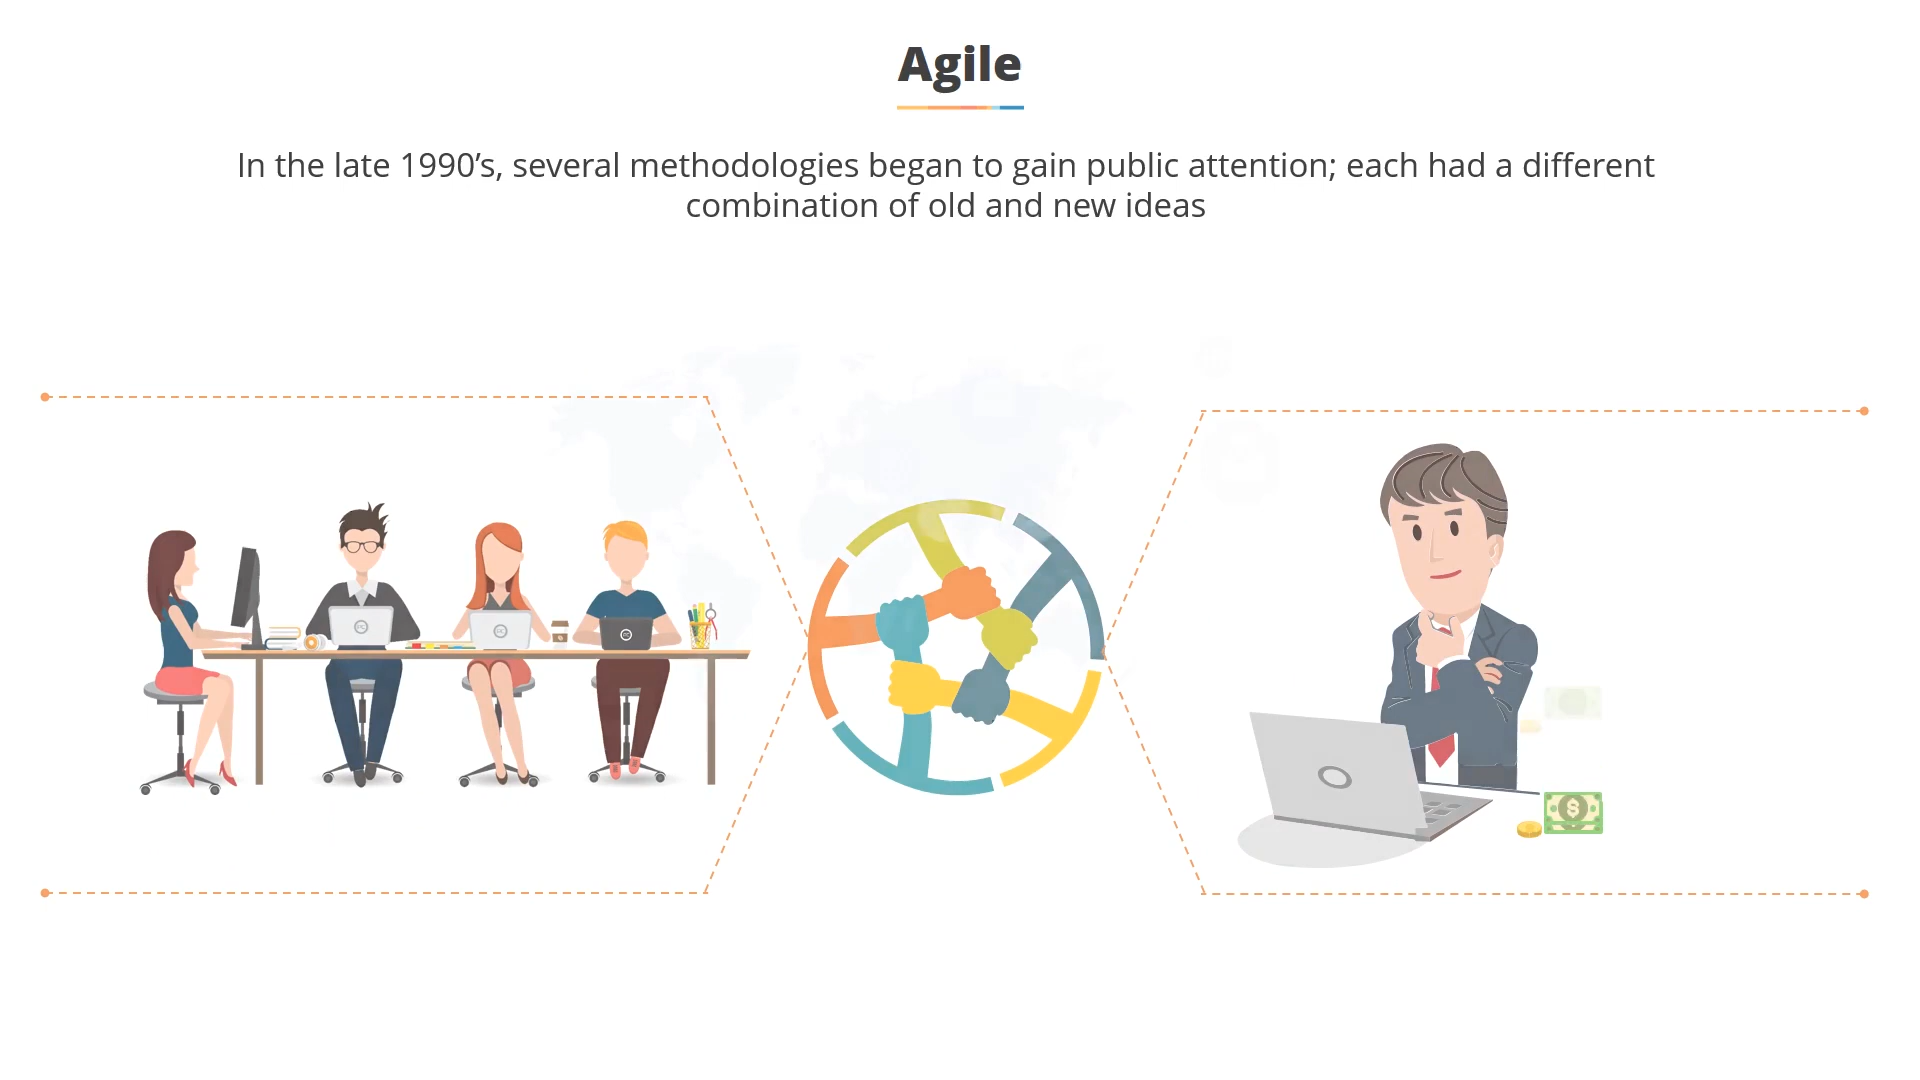 Agile
In the late 1990’s, several methodologies began to gain public attention; each had a different
combination of old and new ideas
$